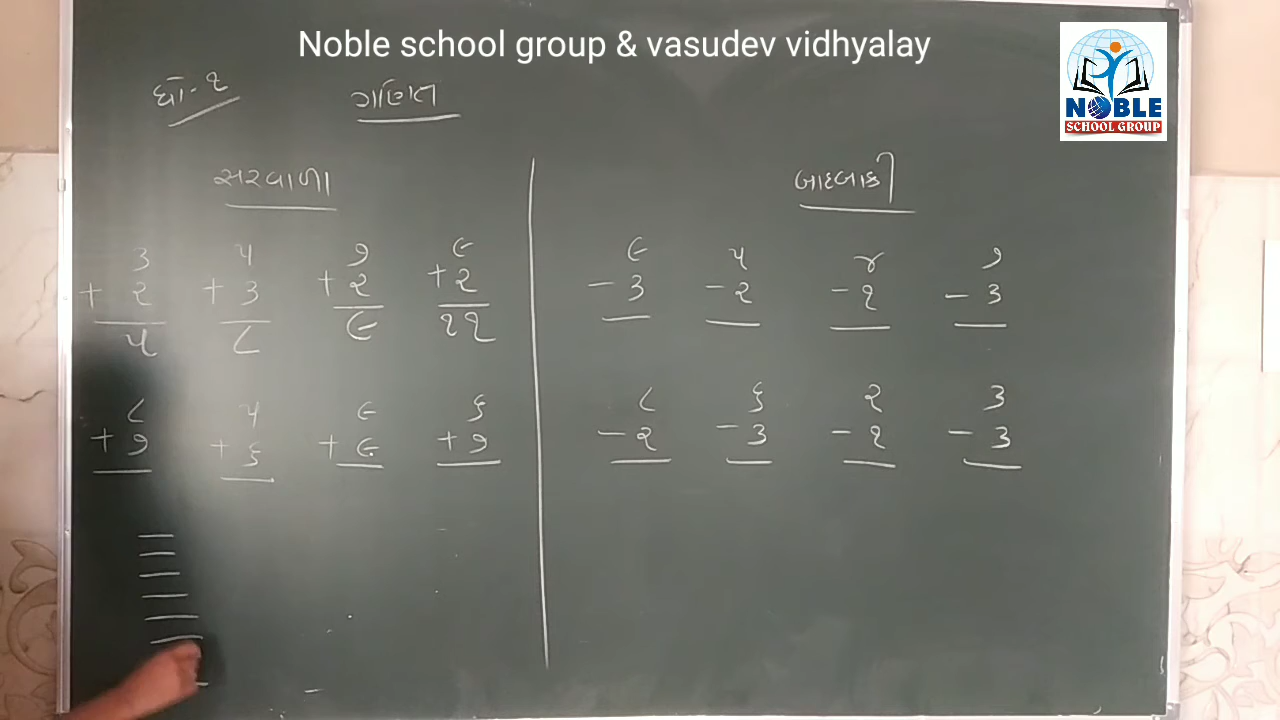 Noble school group & vasudev vidhyalay
NOBLE
SCHOOL GROUP
ધો-૧ ગણિત
સરવાળા બાદબાકી
૩ ૫ ૭ ૯ ૯ ૫ ૪ ૭
+ ૨ + ૩ + ૨ + ૨ - ૩ - ૨ - ૧ - ૩
૫ ૮ ૯ ૧૧
૮ ૫ ૯ ૬ ૮ ૬ ૨ ૩
+ ૭ + ૬ + ૯ + ૭ - ૨ - ૩ - ૧ - ૩